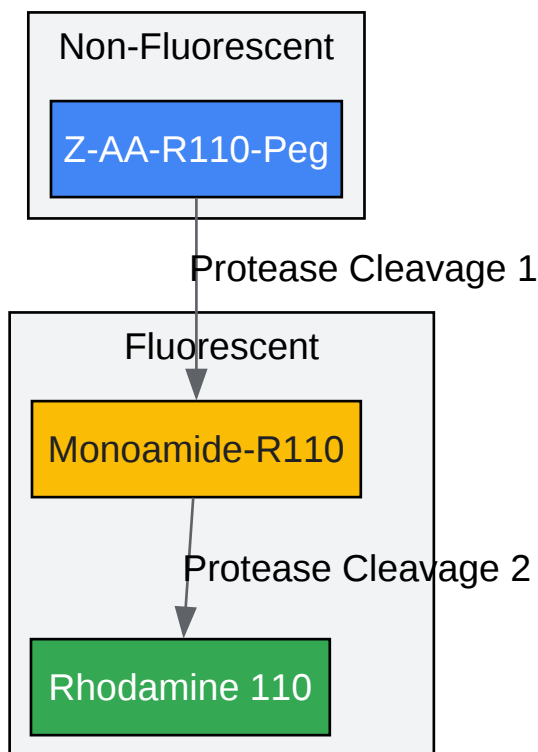 Non-Fluorescent
Z-AA-R110-Peg
Protease Cleavage 1
Fluorescent
Monoamide-R110
Protease Cleavage 2
Rhodamine 110